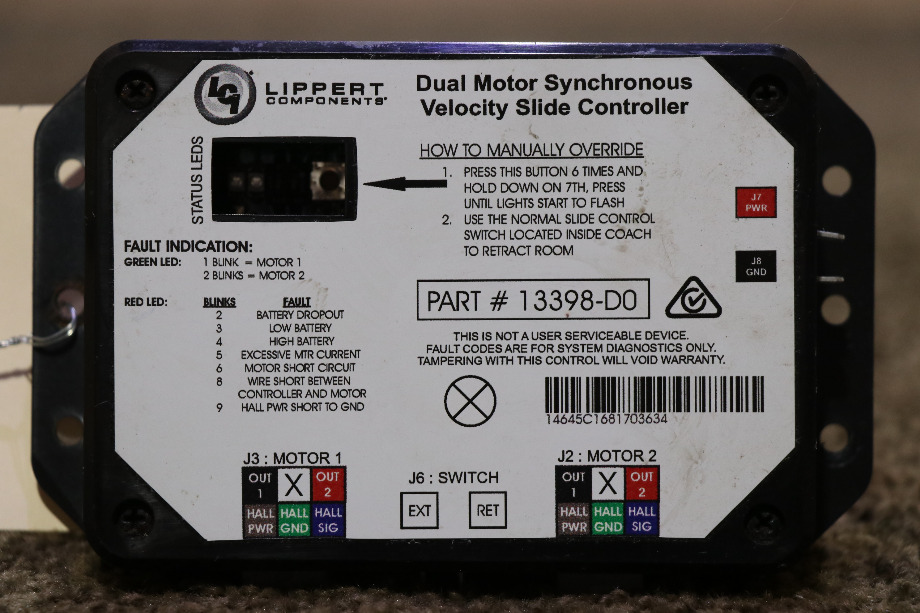 LCI LIPPERT
COMPONENTS®
Dual Motor Synchronous
Velocity Slide Controller
STATUS LEDS
HOW TO MANUALLY OVERRIDE
1. PRESS THIS BUTTON 6 TIMES AND
HOLD DOWN ON 7TH, PRESS
UNTIL LIGHTS START TO FLASH
2. USE THE NORMAL SLIDE CONTROL
SWITCH LOCATED INSIDE COACH
TO RETRACT ROOM
J7
PWR
J8
GND
FAULT INDICATION:
GREEN LED: 1 BLINK = MOTOR 1
2 BLINKS = MOTOR 2
RED LED: BLINKS FAULT
2 BATTERY DROPOUT
3 LOW BATTERY
4 HIGH BATTERY
5 EXCESSIVE MTR CURRENT
6 MOTOR SHORT CIRCUIT
8 WIRE SHORT BETWEEN
CONTROLLER AND MOTOR
9 HALL PWR SHORT TO GND
PART # 13398-D0
THIS IS NOT A USER SERVICEABLE DEVICE.
FAULT CODES ARE FOR SYSTEM DIAGNOSTICS ONLY.
TAMPERING WITH THIS CONTROL WILL VOID WARRANTY.
14645C1681703634
J3 : MOTOR 1
OUT 1 X OUT 2
HALL PWR HALL GND HALL SIG
J6 : SWITCH
EXT RET
J2 : MOTOR 2
OUT 1 X OUT 2
HALL PWR HALL GND HALL SIG